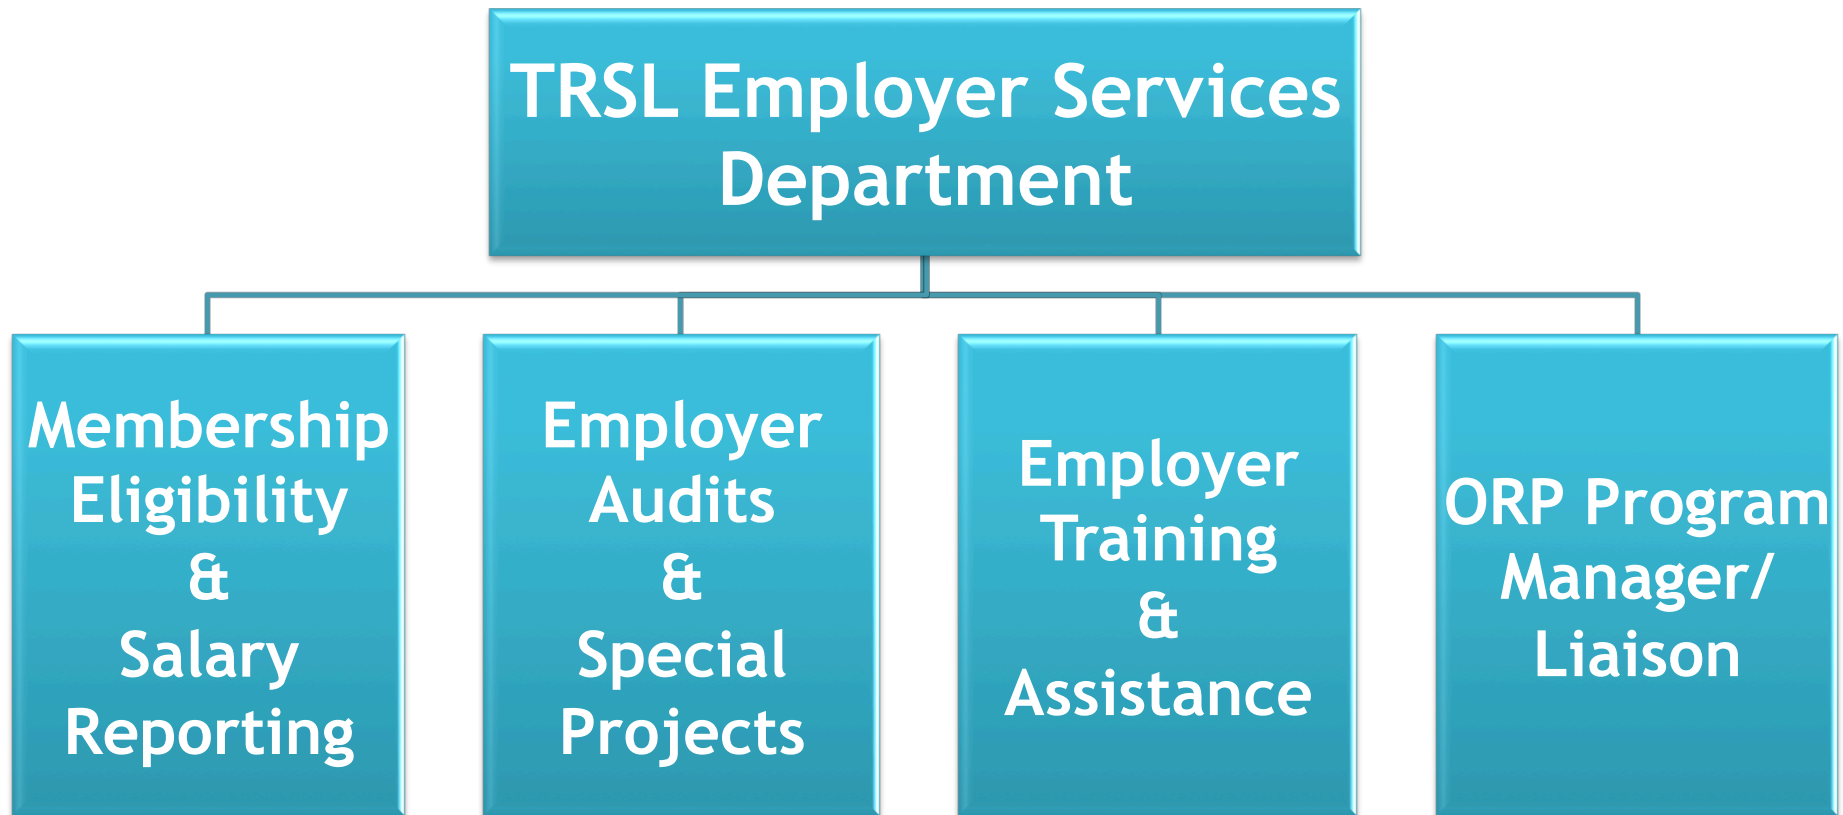 TRSL Employer Services
Department
Membership
Eligibility
&
Salary
Reporting
Employer
Audits
&
Special
Projects
Employer
Training
&
Assistance
ORP Program
Manager/
Liaison